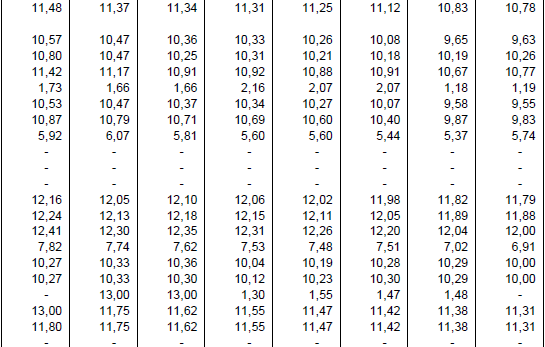 11,48 11,37 11,34 11,31 11,25 11,12 10,83 10,78
10,57 10,47 10,36 10,33 10,26 10,08 9,65 9,63
10,80 10,47 10,25 10,31 10,21 10,18 10,19 10,26
11,42 11,17 10,91 10,92 10,88 10,91 10,67 10,77
1,73 1,66 1,66 2,16 2,07 2,07 1,18 1,19
10,53 10,47 10,37 10,34 10,27 10,07 9,58 9,55
10,87 10,79 10,71 10,69 10,60 10,40 9,87 9,83
5,92 6,07 5,81 5,60 5,60 5,44 5,37 5,74
- - - - - - - -
- - - - - - - -
- - - - - - - -
12,16 12,05 12,10 12,06 12,02 11,98 11,82 11,79
12,24 12,13 12,18 12,15 12,11 12,05 11,89 11,88
12,41 12,30 12,35 12,31 12,26 12,20 12,04 12,00
7,82 7,74 7,62 7,53 7,48 7,51 7,02 6,91
10,27 10,33 10,36 10,04 10,19 10,28 10,29 10,00
10,27 10,33 10,30 10,12 10,23 10,30 10,29 10,00
- 13,00 13,00 1,30 1,55 1,47 1,48 -
13,00 11,75 11,62 11,55 11,47 11,42 11,38 11,31
11,80 11,75 11,62 11,55 11,47 11,42 11,38 11,31
- - - - - - - -